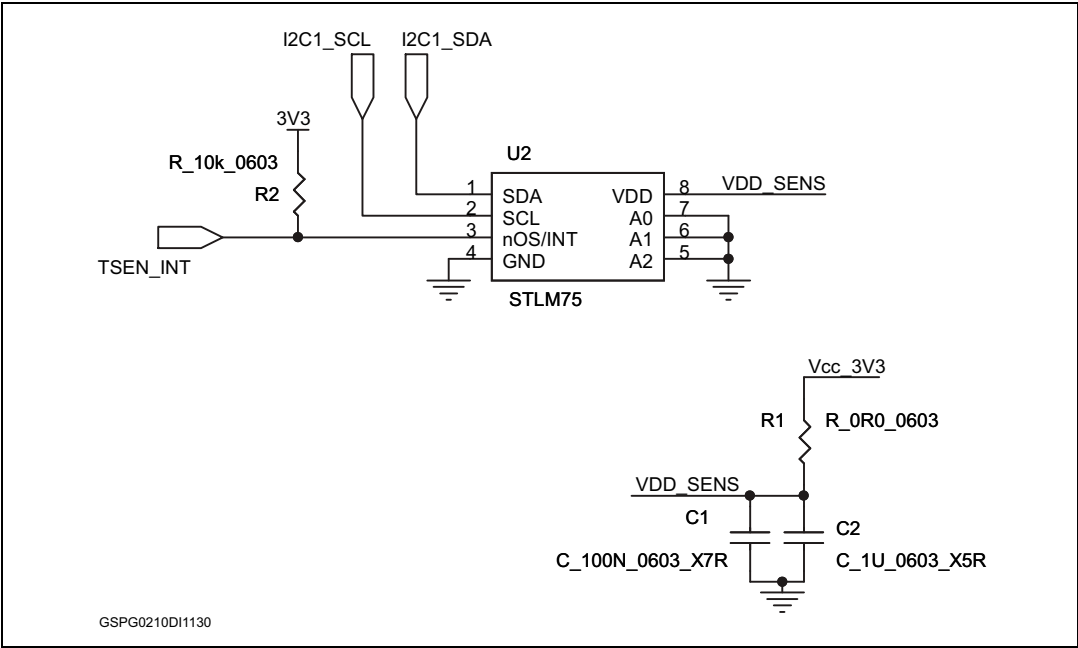 I2C1_SCL I2C1_SDA
3V3
R_10k_0603
R2
U2
1 SDA VDD 8 VDD_SENS
2 SCL A0 7
3 nOS/INT A1 6
4 GND A2 5
TSEN_INT
STLM75
Vcc_3V3
R1 R_0R0_0603
VDD_SENS
C1
C2
C_100N_0603_X7R C_1U_0603_X5R
GSPG0210DI1130